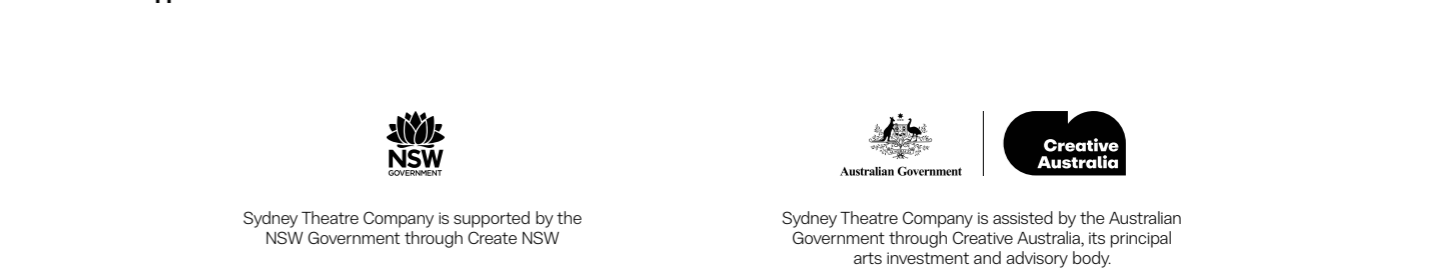 NSW
GOVERNMENT
Sydney Theatre Company is supported by the
NSW Government through Create NSW
Australian Government
Creative
Australia
Sydney Theatre Company is assisted by the Australian
Government through Creative Australia, its principal
arts investment and advisory body.